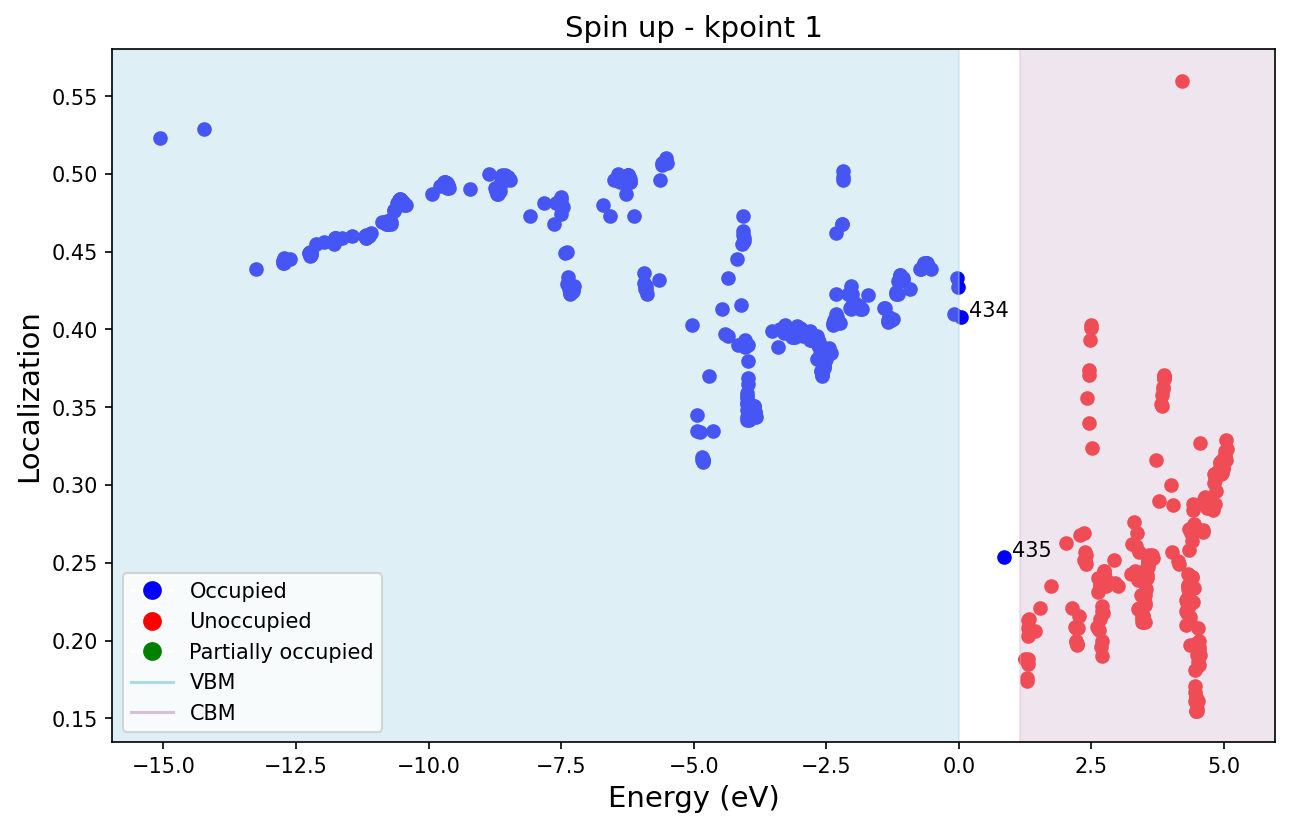 Spin up - kpoint 1
Localization
0.55
0.50
0.45
0.40
0.35
0.30
0.25
0.20
0.15
434
435
Occupied
Unoccupied
Partially occupied
VBM
CBM
−15.0 −12.5 −10.0 −7.5 −5.0 −2.5 0.0 2.5 5.0
Energy (eV)